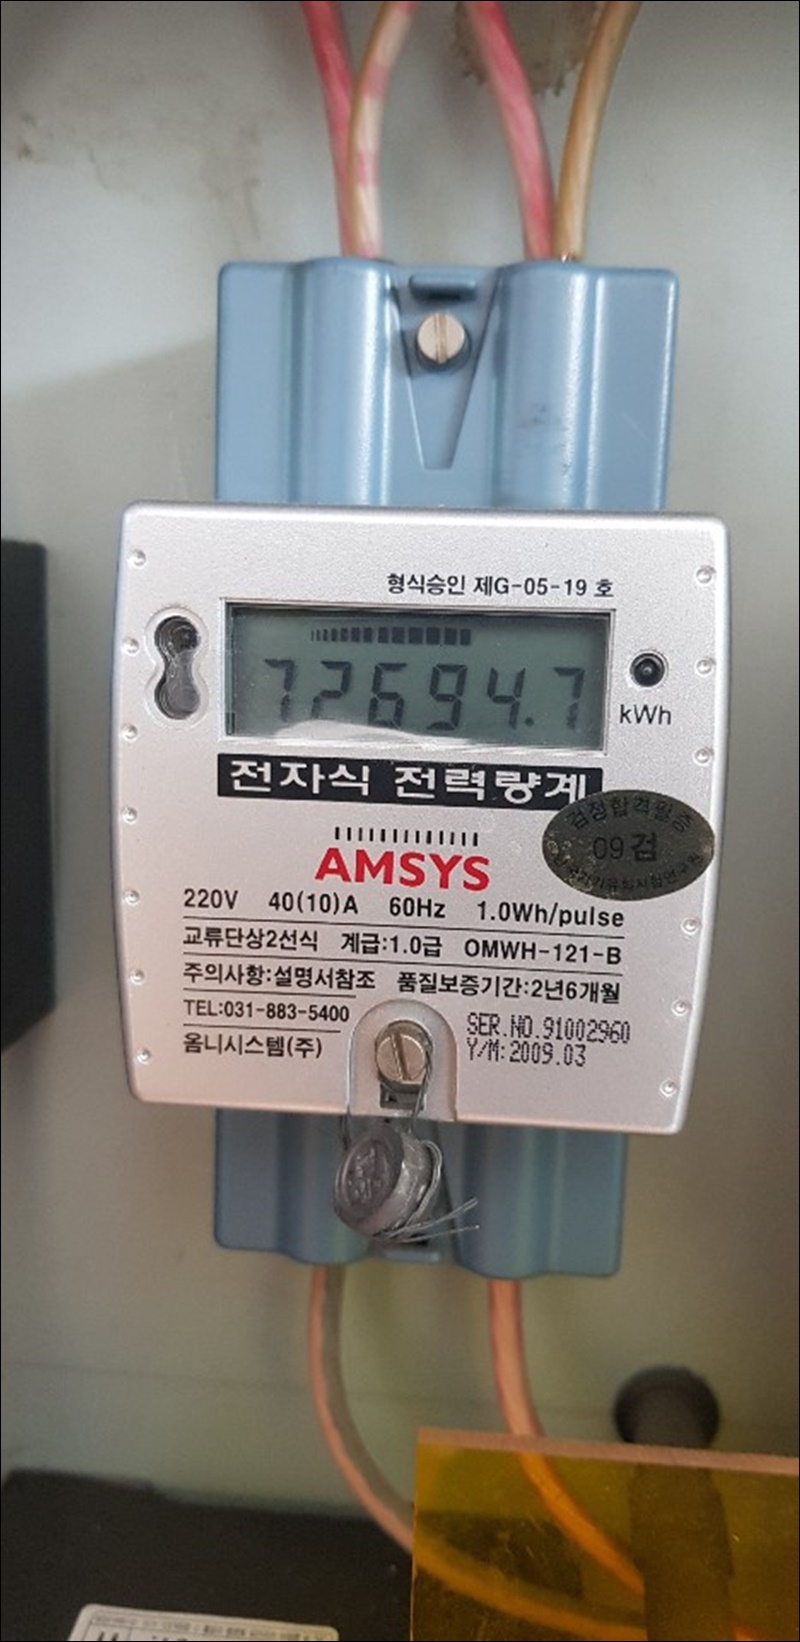 형식승인 제G-05-19 호
72694.7
kWh
전자식 전력량계
검정합격필증
09검
AMSYS
220V 40(10)A 60Hz 1.0Wh/pulse
교류단상2선식 계급:1.0급 OMWH-121-B
주의사항:설명서참조 품질보증기간:2년6개월
TEL:031-883-5400
SER.NO.91002960
옴니시스템(주)
Y/M:2009.03